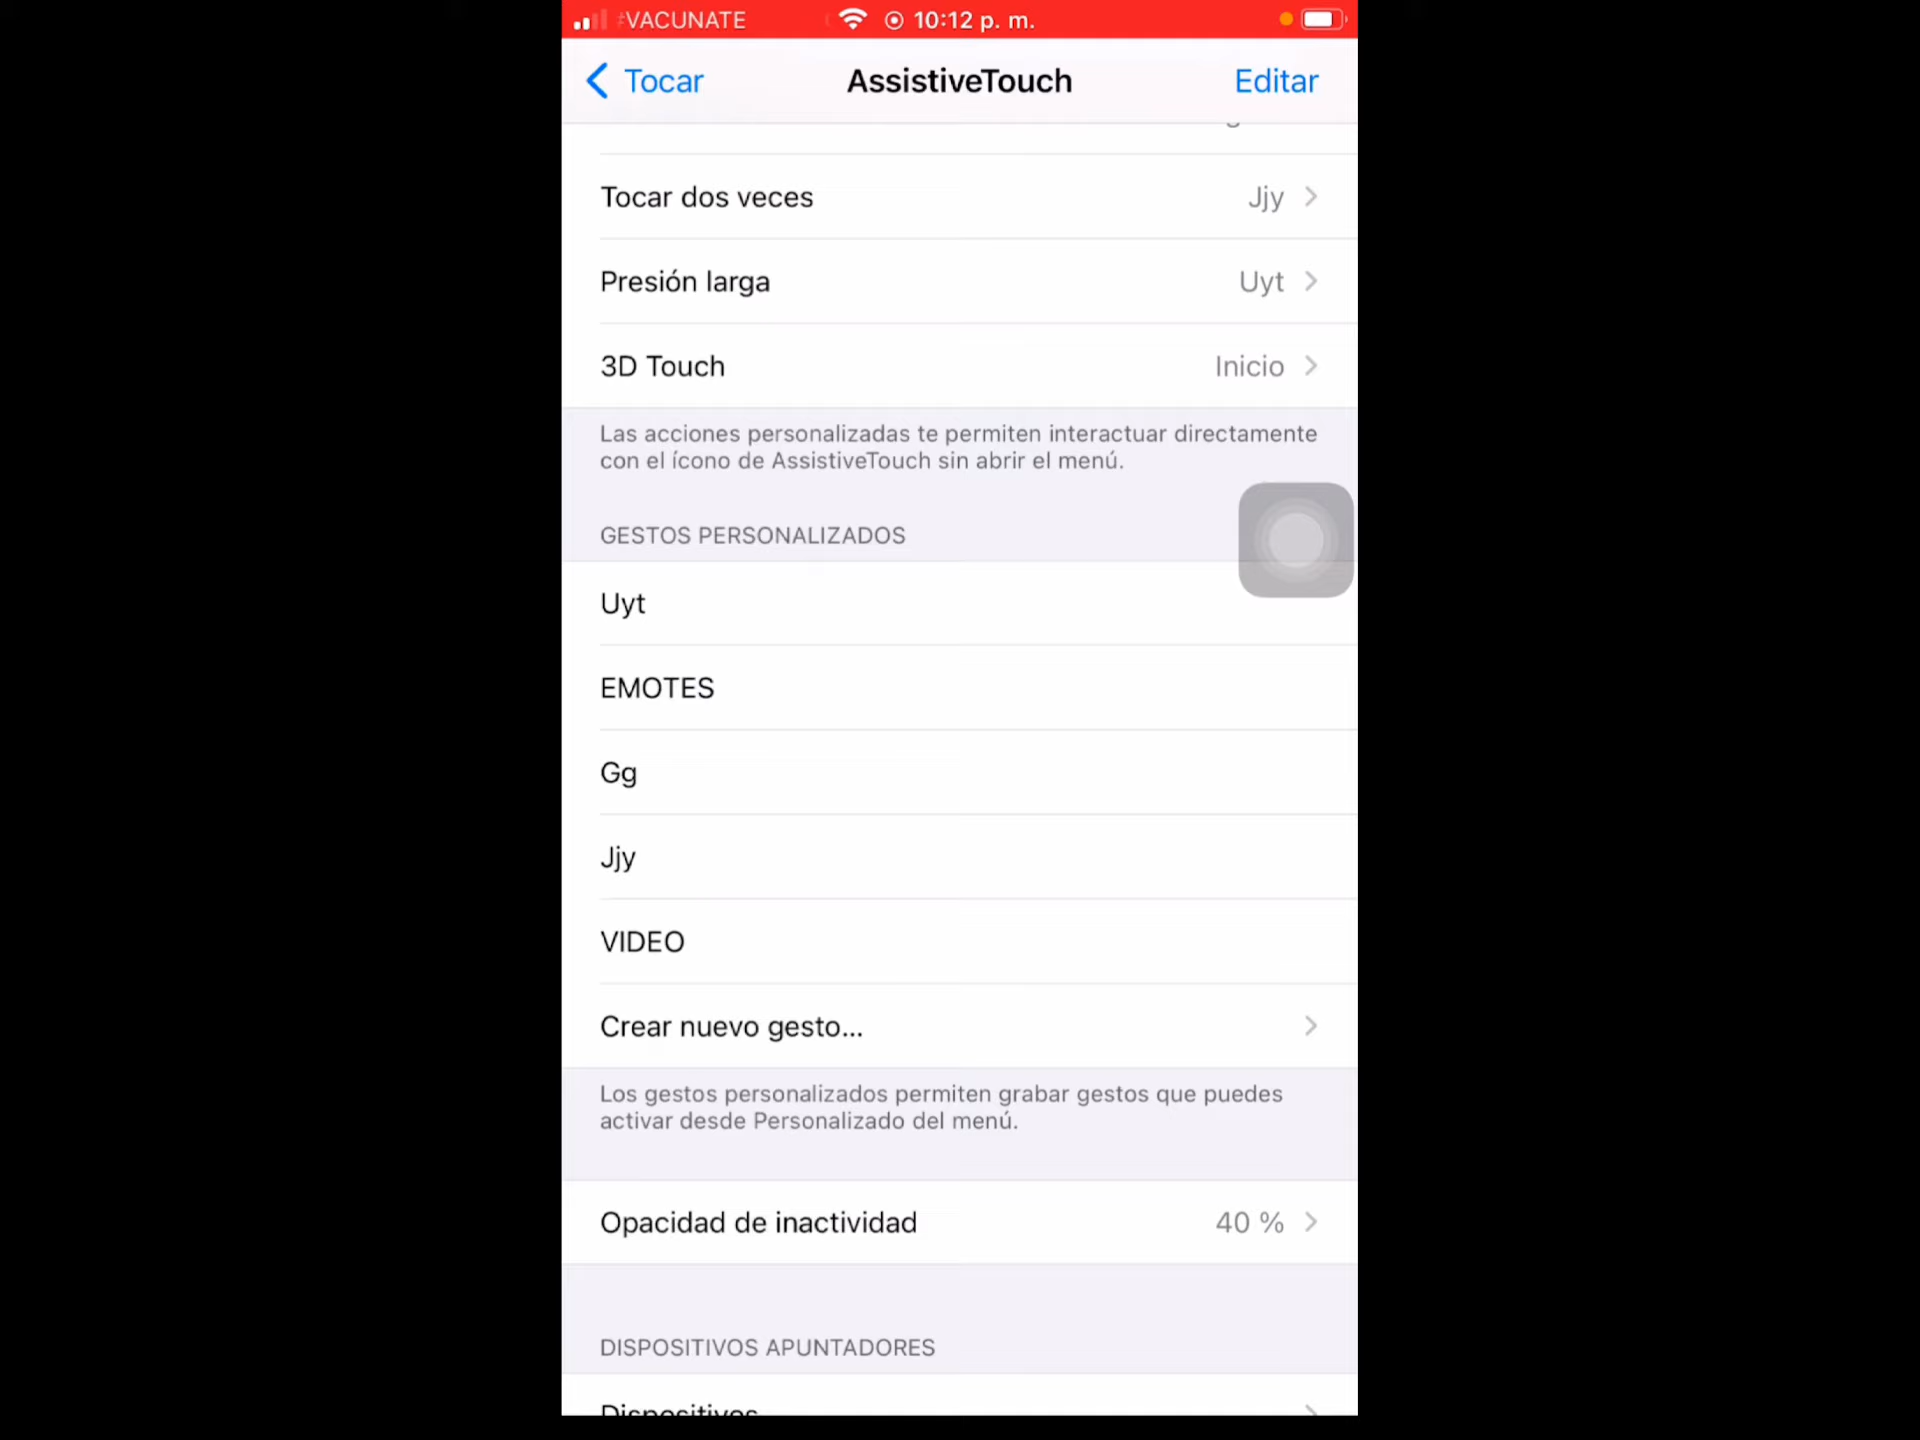 VACUNATE
10:12 p. m.
Tocar
AssistiveTouch
Editar
Tocar dos veces
Jjy
Presión larga
Uyt
3D Touch
Inicio
Las acciones personalizadas te permiten interactuar directamente
con el ícono de AssistiveTouch sin abrir el menú.
GESTOS PERSONALIZADOS
Uyt
EMOTES
Gg
Jjy
VIDEO
Crear nuevo gesto...
Los gestos personalizados permiten grabar gestos que puedes
activar desde Personalizado del menú.
Opacidad de inactividad
40 %
DISPOSITIVOS APUNTADORES
Dispositivos